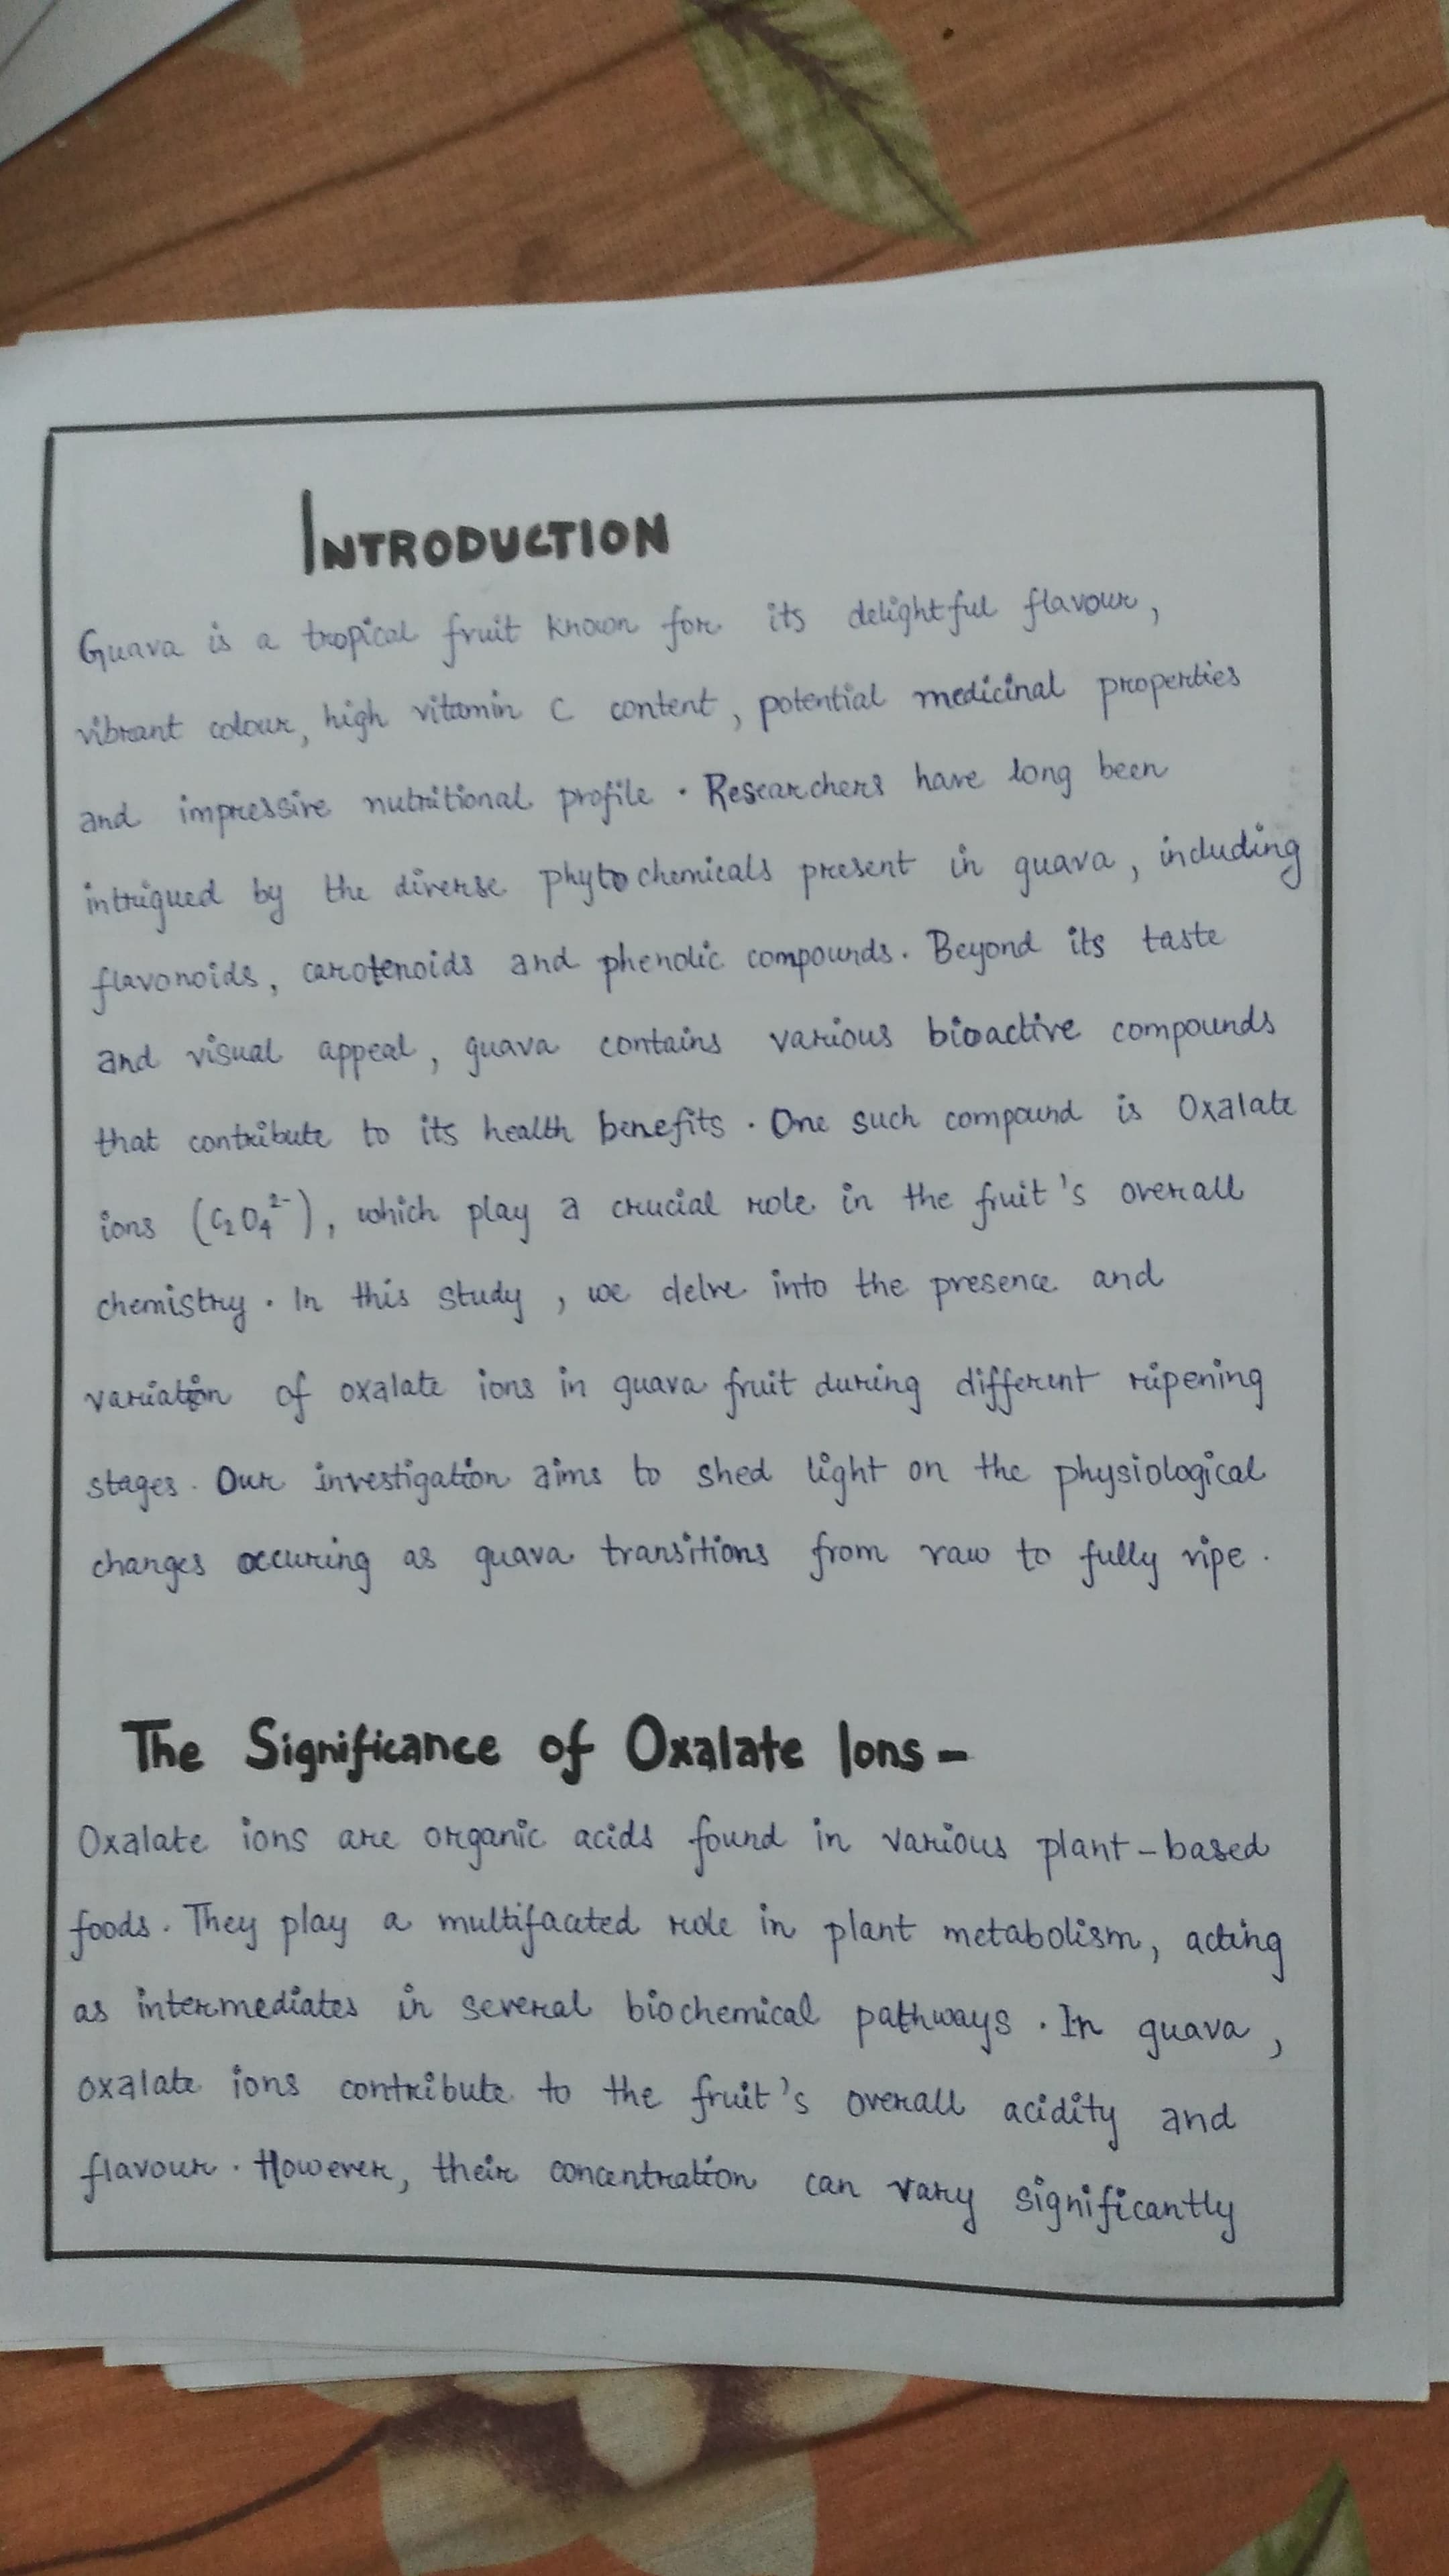 INTRODUCTION
Guava is a tropical fruit known for its delightful flavour,
vibrant colour, high vitamin C content, potential medicinal properties
and impressive nutritional profile. Researchers have long been
intrigued by the diverse phytochemicals present in guava, including
flavonoids, carotenoids and phenolic compounds. Beyond its taste
and visual appeal, guava contains various bioactive compounds
that contribute to its health benefits. One such compound is Oxalate
ions (C₂O₄²⁻), which play a crucial role in the fruit's overall
chemistry. In this study, we delve into the presence and
variation of oxalate ions in guava fruit during different ripening
stages. Our investigation aims to shed light on the physiological
changes occuring as guava transitions from raw to fully ripe.
The Significance of Oxalate Ions-
Oxalate ions are organic acids found in various plant-based
foods. They play a multifacted role in plant metabolism, acting
as intermediates in several biochemical pathways. In guava,
oxalate ions contribute to the fruit's overall acidity and
flavour. However, their concentration can vary significantly